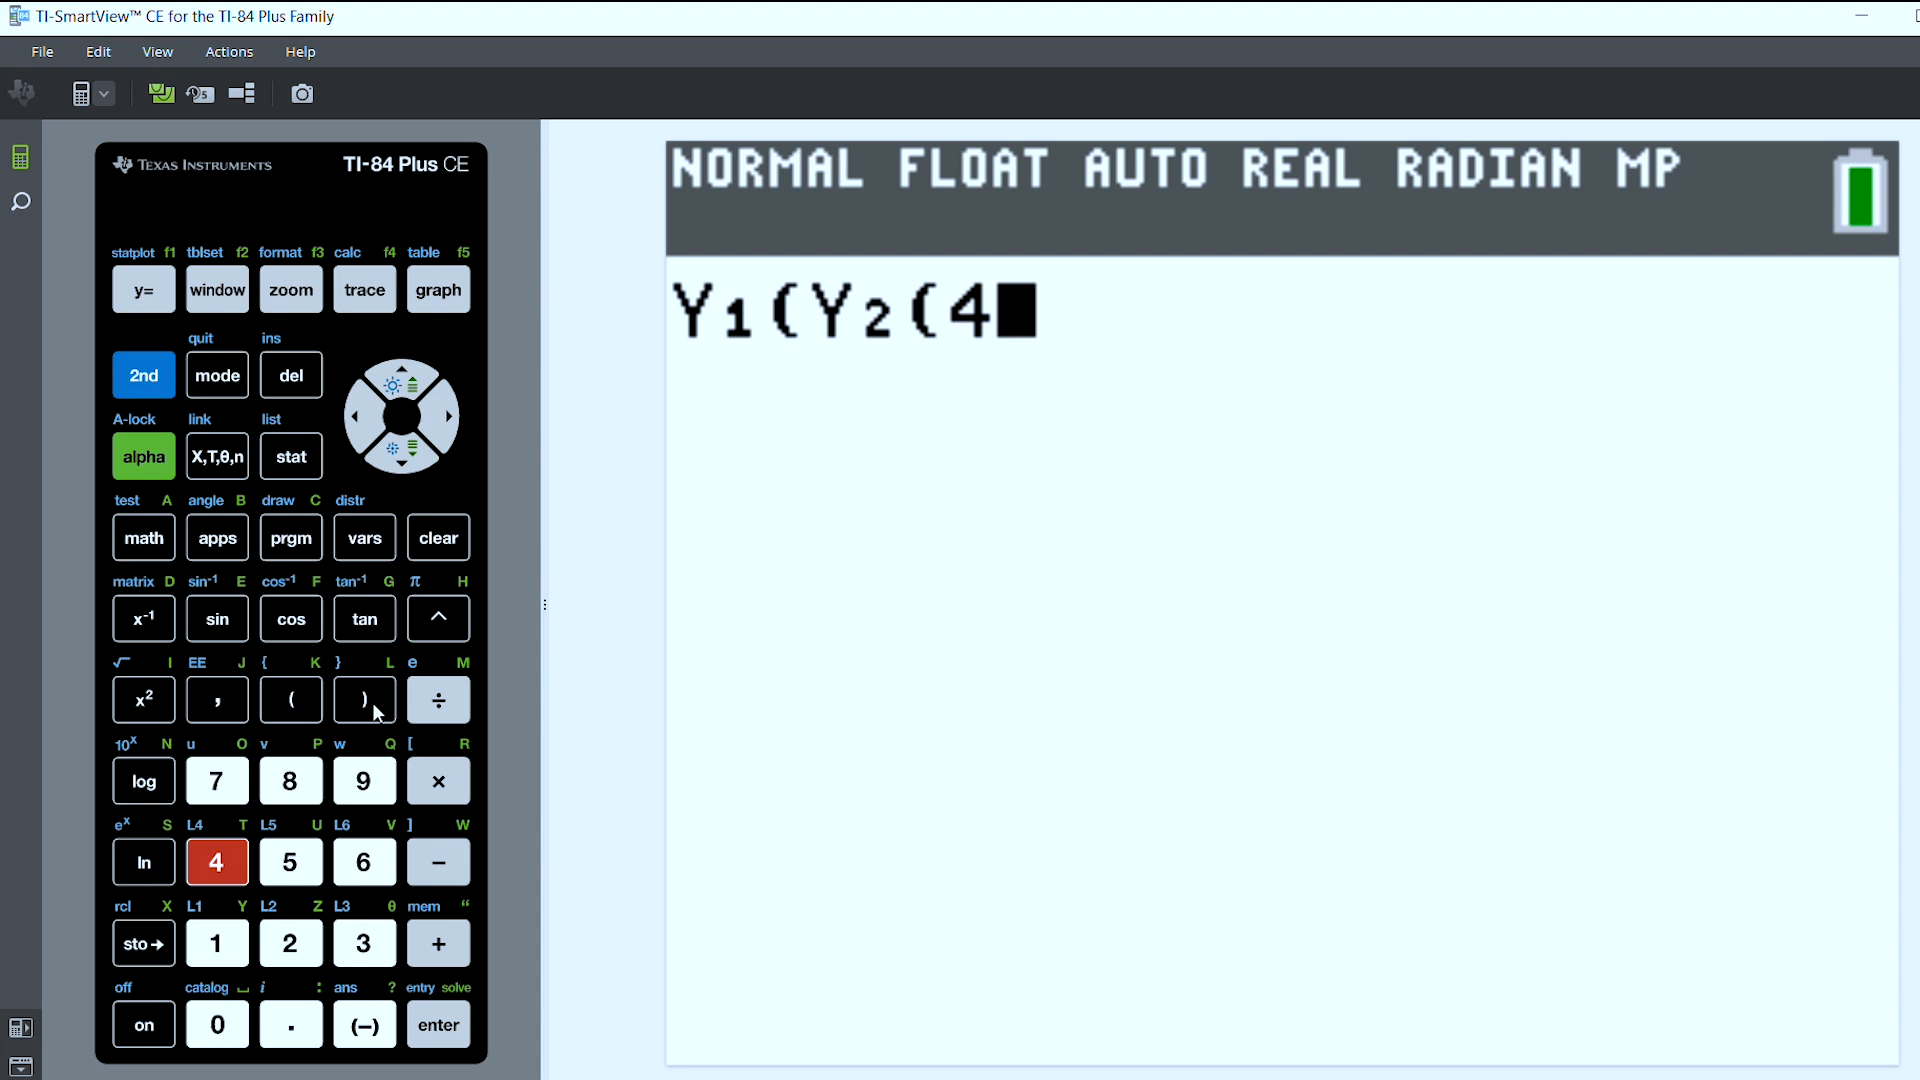 TI-SmartView™ CE for the TI-84 Plus Family
File Edit View Actions Help
TEXAS INSTRUMENTS TI-84 Plus CE
NORMAL FLOAT AUTO REAL RADIAN MP
Y₁(Y₂(4
statplot f1 tblset f2 format f3 calc f4 table f5
y= window zoom trace graph
quit ins
2nd mode del
A-lock link list
alpha X,T,θ,n stat
test A angle B draw C distr
math apps prgm vars clear
matrix D sin⁻¹ E cos⁻¹ F tan⁻¹ G π H
x⁻¹ sin cos tan ^
√ I EE J { K } L e M
x² , ( ) ÷
10ˣ N u O v P w Q [ R
log 7 8 9 ×
eˣ S L4 T L5 U L6 V ] W
ln 4 5 6 −
rcl X L1 Y L2 Z L3 θ mem “
sto→ 1 2 3 +
off catalog ⎵ i : ans ? entry solve
on 0 . (−) enter